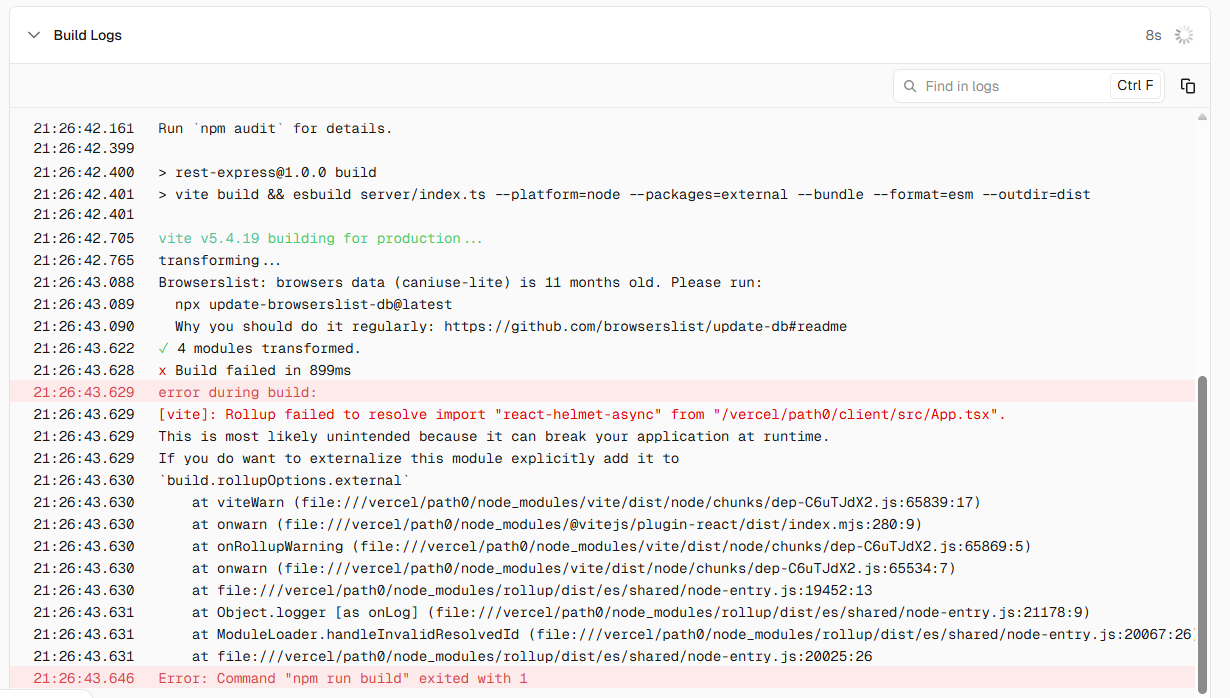 Build Logs 8s
Find in logs Ctrl F
21:26:42.161 Run `npm audit` for details.
21:26:42.399
21:26:42.400 > rest-express@1.0.0 build
21:26:42.401 > vite build && esbuild server/index.ts --platform=node --packages=external --bundle --format=esm --outdir=dist
21:26:42.401
21:26:42.705 vite v5.4.19 building for production...
21:26:42.765 transforming...
21:26:43.088 Browserslist: browsers data (caniuse-lite) is 11 months old. Please run:
21:26:43.089 npx update-browserslist-db@latest
21:26:43.090 Why you should do it regularly: https://github.com/browserslist/update-db#readme
21:26:43.622 ✓ 4 modules transformed.
21:26:43.628 x Build failed in 899ms
21:26:43.629 error during build:
21:26:43.629 [vite]: Rollup failed to resolve import "react-helmet-async" from "/vercel/path0/client/src/App.tsx".
21:26:43.629 This is most likely unintended because it can break your application at runtime.
21:26:43.629 If you do want to externalize this module explicitly add it to
21:26:43.630 `build.rollupOptions.external`
21:26:43.630 at viteWarn (file:///vercel/path0/node_modules/vite/dist/node/chunks/dep-C6uTJdX2.js:65839:17)
21:26:43.630 at onwarn (file:///vercel/path0/node_modules/@vitejs/plugin-react/dist/index.mjs:280:9)
21:26:43.630 at onRollupWarning (file:///vercel/path0/node_modules/vite/dist/node/chunks/dep-C6uTJdX2.js:65869:5)
21:26:43.630 at onwarn (file:///vercel/path0/node_modules/vite/dist/node/chunks/dep-C6uTJdX2.js:65534:7)
21:26:43.630 at file:///vercel/path0/node_modules/rollup/dist/es/shared/node-entry.js:19452:13
21:26:43.631 at Object.logger [as onLog] (file:///vercel/path0/node_modules/rollup/dist/es/shared/node-entry.js:21178:9)
21:26:43.631 at ModuleLoader.handleInvalidResolvedId (file:///vercel/path0/node_modules/rollup/dist/es/shared/node-entry.js:20067:26
21:26:43.631 at file:///vercel/path0/node_modules/rollup/dist/es/shared/node-entry.js:20025:26
21:26:43.646 Error: Command "npm run build" exited with 1